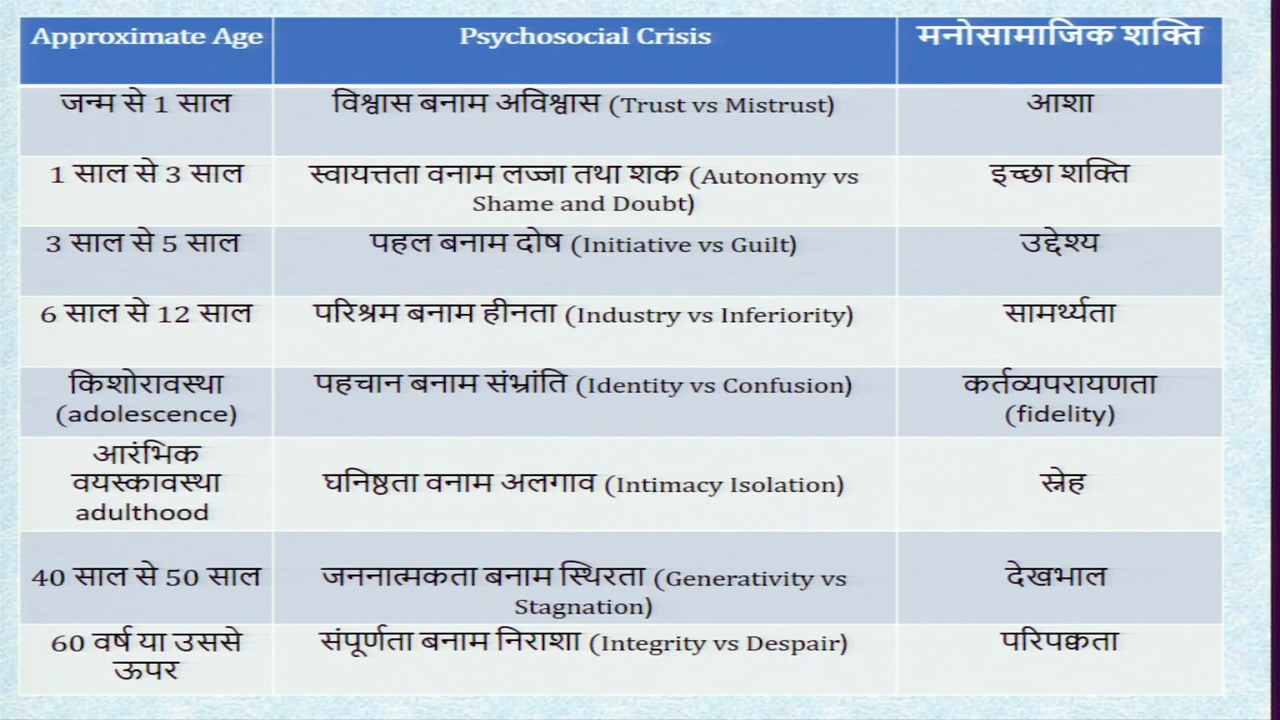 Approximate Age Psychosocial Crisis मनोसामाजिक शक्ति
जन्म से 1 साल विश्वास बनाम अविश्वास (Trust vs Mistrust) आशा
1 साल से 3 साल स्वायत्तता वनाम लज्जा तथा शक (Autonomy vs इच्छा शक्ति
Shame and Doubt)
3 साल से 5 साल पहल बनाम दोष (Initiative vs Guilt) उद्देश्य
6 साल से 12 साल परिश्रम बनाम हीनता (Industry vs Inferiority) सामर्थ्यता
किशोरावस्था पहचान बनाम संभ्रांति (Identity vs Confusion) कर्तव्यपरायणता
(adolescence) (fidelity)
आरंभिक
वयस्कावस्था घनिष्ठता वनाम अलगाव (Intimacy Isolation) स्नेह
adulthood
40 साल से 50 साल जननात्मकता बनाम स्थिरता (Generativity vs देखभाल
Stagnation)
60 वर्ष या उससे संपूर्णता बनाम निराशा (Integrity vs Despair) परिपक्वता
ऊपर